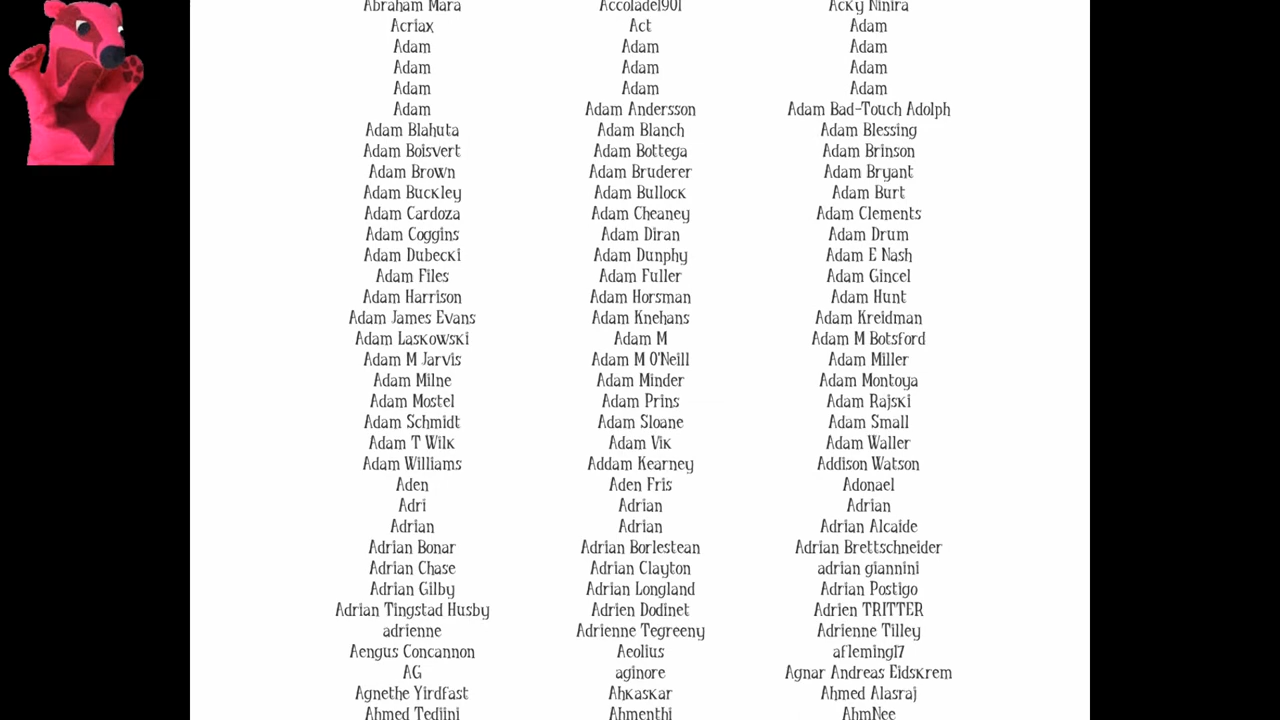 Abraham Mara Accolade1901 Acky Ninira
Acriax Act Adam
Adam Adam Adam
Adam Adam Adam
Adam Adam Adam
Adam Adam Andersson Adam Bad-Touch Adolph
Adam Blahuta Adam Blanch Adam Blessing
Adam Boisvert Adam Bottega Adam Brinson
Adam Brown Adam Bruderer Adam Bryant
Adam Buckley Adam Bullock Adam Burt
Adam Cardoza Adam Cheaney Adam Clements
Adam Coggins Adam Diran Adam Drum
Adam Dubecki Adam Dunphy Adam E Nash
Adam Files Adam Fuller Adam Gincel
Adam Harrison Adam Horsman Adam Hunt
Adam James Evans Adam Knehans Adam Kreidman
Adam Laskowski Adam M Adam M Botsford
Adam M Jarvis Adam M O'Neill Adam Miller
Adam Milne Adam Minder Adam Montoya
Adam Mostel Adam Prins Adam Rajski
Adam Schmidt Adam Sloane Adam Small
Adam T Wilk Adam Vik Adam Waller
Adam Williams Addam Kearney Addison Watson
Aden Aden Fris Adonael
Adri Adrian Adrian
Adrian Adrian Adrian Alcaide
Adrian Bonar Adrian Borlestean Adrian Brettschneider
Adrian Chase Adrian Clayton adrian giannini
Adrian Gilby Adrian Longland Adrian Postigo
Adrian Tingstad Husby Adrien Dodinet Adrien TRITTER
adrienne Adrienne Tegreeny Adrienne Tilley
Aengus Concannon Aeolius afleming17
AG aginore Agnar Andreas Eidskrem
Agnethe Yirdfast Ahkaskar Ahmed Alasraj
Ahmed Tedjini Ahmenthi AhmNee